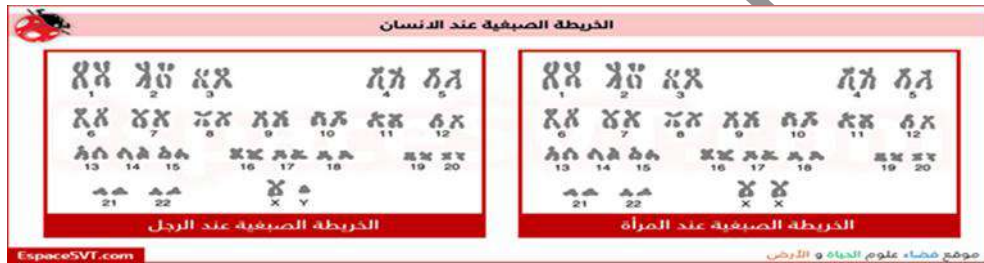 الخريطة الصبغية عند الانسان
1 2 3 4 5
6 7 8 9 10 11 12
13 14 15 16 17 18 19 20
21 22 X Y
الخريطة الصبغية عند الرجل
1 2 3 4 5
6 7 8 9 10 11 12
13 14 15 16 17 18 19 20
21 22 X X
الخريطة الصبغية عند المرأة
EspaceSVT.com
موقع فضاء علوم الحياة و الأرض